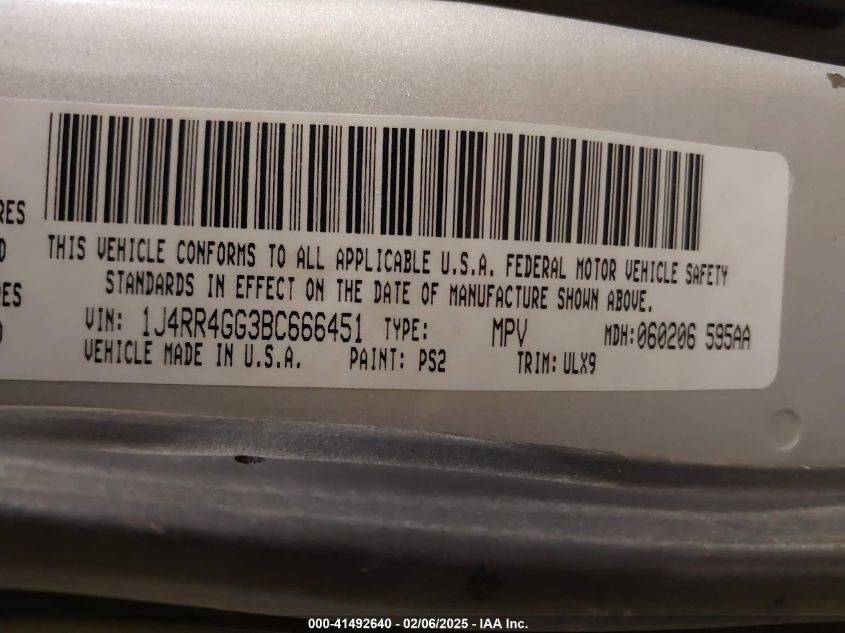 RES
THIS VEHICLE CONFORMS TO ALL APPLICABLE U.S.A. FEDERAL MOTOR VEHICLE SAFETY
STANDARDS IN EFFECT ON THE DATE OF MANUFACTURE SHOWN ABOVE.
ES
VIN: 1J4RR4GG3BC666451 TYPE: MPV MDH:060206 595AA
VEHICLE MADE IN U.S.A. PAINT: PS2 TRIM: ULX9
000-41492640 - 02/06/2025 - IAA Inc.